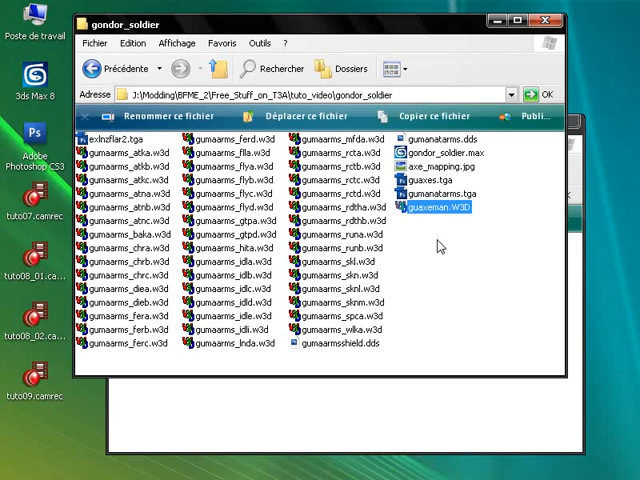 gondor_soldier
Fichier Edition Affichage Favoris Outils ?
Précédente Rechercher Dossiers
Adresse J:\Modding\BFME_2\Free_Stuff_on_T3A\tuto_video\gondor_soldier OK
Renommer ce fichier Déplacer ce fichier Copier ce fichier Publi...
exlnzflar2.tga
gumaarms_atka.w3d
gumaarms_atkb.w3d
gumaarms_atkc.w3d
gumaarms_atna.w3d
gumaarms_atnb.w3d
gumaarms_atnc.w3d
gumaarms_baka.w3d
gumaarms_chra.w3d
gumaarms_chrb.w3d
gumaarms_chrc.w3d
gumaarms_diea.w3d
gumaarms_dieb.w3d
gumaarms_fera.w3d
gumaarms_ferb.w3d
gumaarms_ferc.w3d
gumaarms_ferd.w3d
gumaarms_flla.w3d
gumaarms_flya.w3d
gumaarms_flyb.w3d
gumaarms_flyc.w3d
gumaarms_flyd.w3d
gumaarms_gtpa.w3d
gumaarms_gtpd.w3d
gumaarms_hita.w3d
gumaarms_idla.w3d
gumaarms_idlb.w3d
gumaarms_idlc.w3d
gumaarms_idld.w3d
gumaarms_idle.w3d
gumaarms_idli.w3d
gumaarms_lnda.w3d
gumaarms_mfda.w3d
gumaarms_rcta.w3d
gumaarms_rctb.w3d
gumaarms_rctc.w3d
gumaarms_rctd.w3d
gumaarms_rdtha.w3d
gumaarms_rdthb.w3d
gumaarms_runa.w3d
gumaarms_runb.w3d
gumaarms_skl.w3d
gumaarms_skn.w3d
gumaarms_sknl.w3d
gumaarms_sknm.w3d
gumaarms_spca.w3d
gumaarms_wlka.w3d
gumaarmsshield.dds
gumanatarms.dds
gondor_soldier.max
axe_mapping.jpg
guaxes.tga
gumanatarms.tga
guaxeman.W3D
Poste de travail
3ds Max 8
Ps
Adobe
Photoshop CS3
tuto07.camrec
tuto08_01.ca...
tuto08_02.ca...
tuto09.camrec